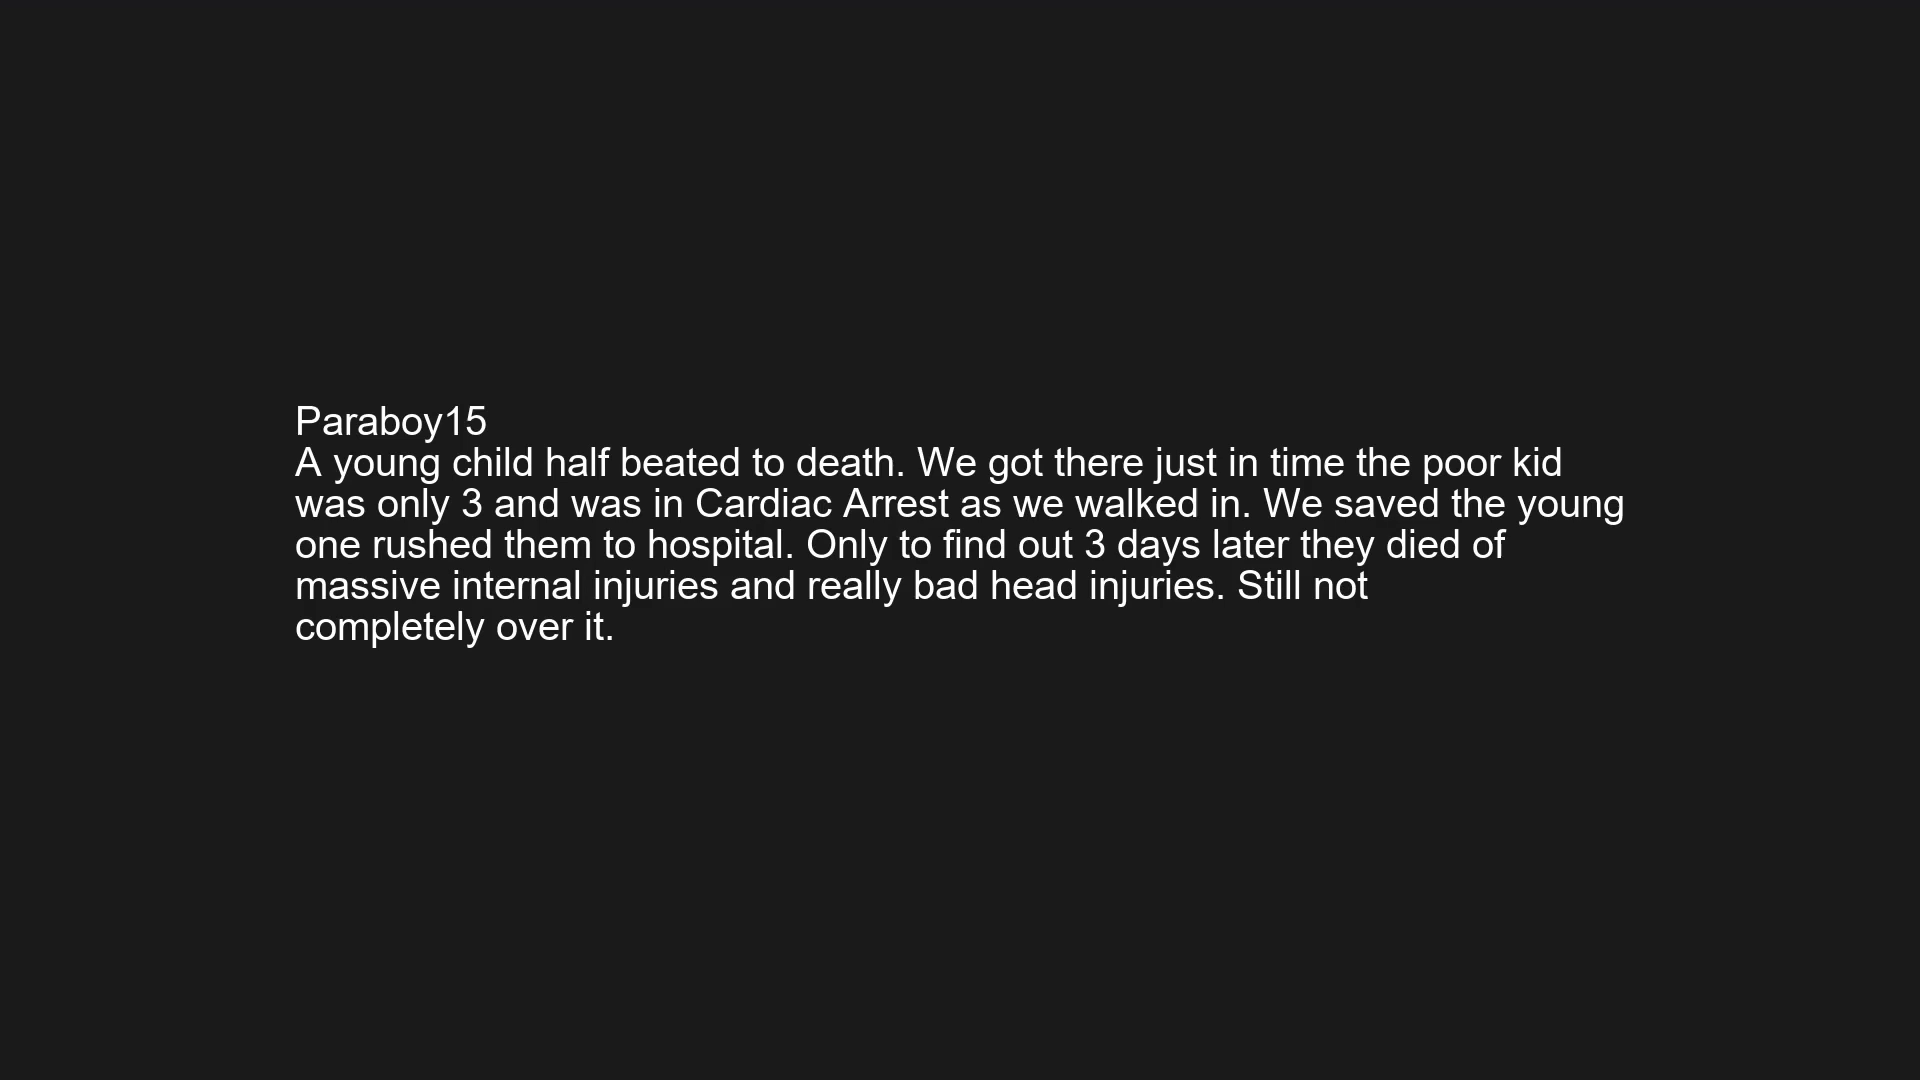 Paraboy15
A young child half beated to death. We got there just in time the poor kid
was only 3 and was in Cardiac Arrest as we walked in. We saved the young
one rushed them to hospital. Only to find out 3 days later they died of
massive internal injuries and really bad head injuries. Still not
completely over it.